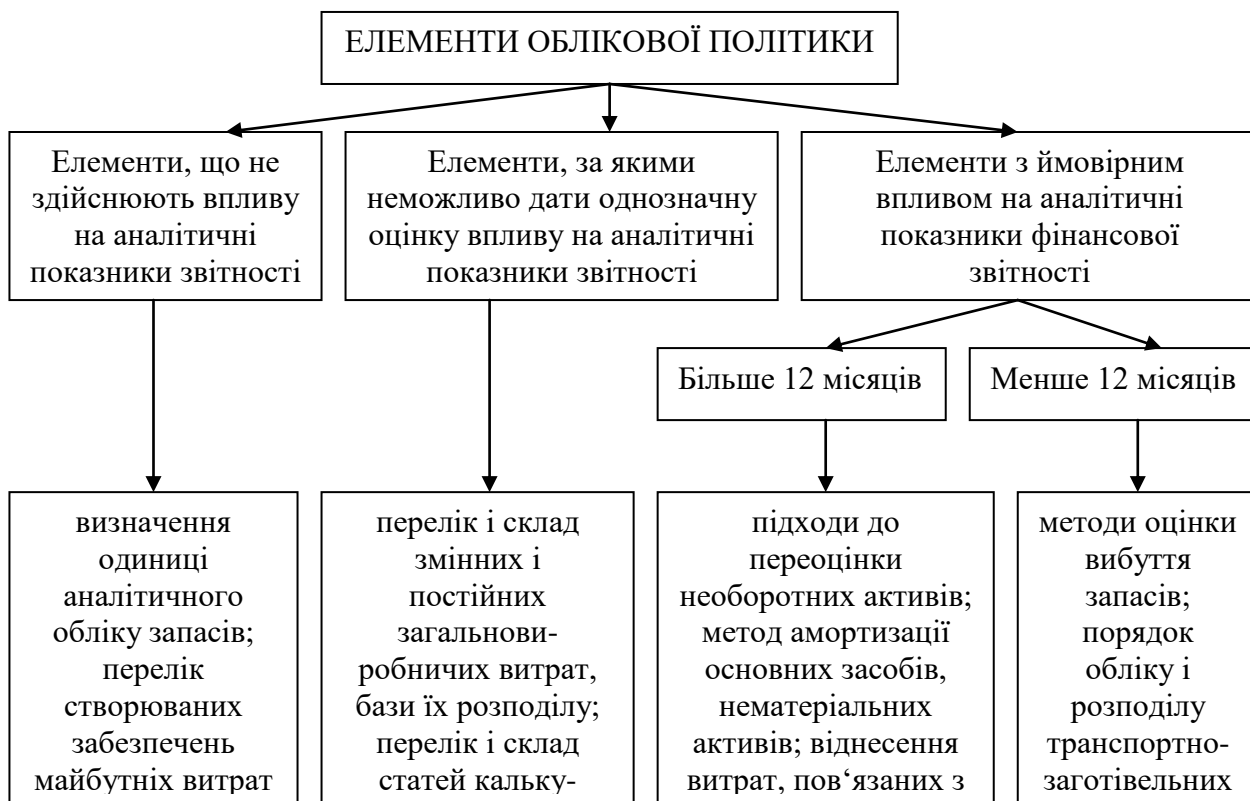 ЕЛЕМЕНТИ ОБЛІКОВОЇ ПОЛІТИКИ
Елементи, що не
здійснюють впливу
на аналітичні
показники звітності
Елементи, за якими
неможливо дати однозначну
оцінку впливу на аналітичні
показники звітності
Елементи з ймовірним
впливом на аналітичні
показники фінансової
звітності
Більше 12 місяців
Менше 12 місяців
визначення
одиниці
аналітичного
обліку запасів;
перелік
створюваних
забезпечень
майбутніх витрат
перелік і склад
змінних і
постійних
загальнови-
робничих витрат,
бази їх розподілу;
перелік і склад
статей кальку-
підходи до
переоцінки
необоротних активів;
метод амортизації
основних засобів,
нематеріальних
активів; віднесення
витрат, пов‘язаних з
методи оцінки
вибуття
запасів;
порядок
обліку і
розподілу
транспортно-
заготівельних